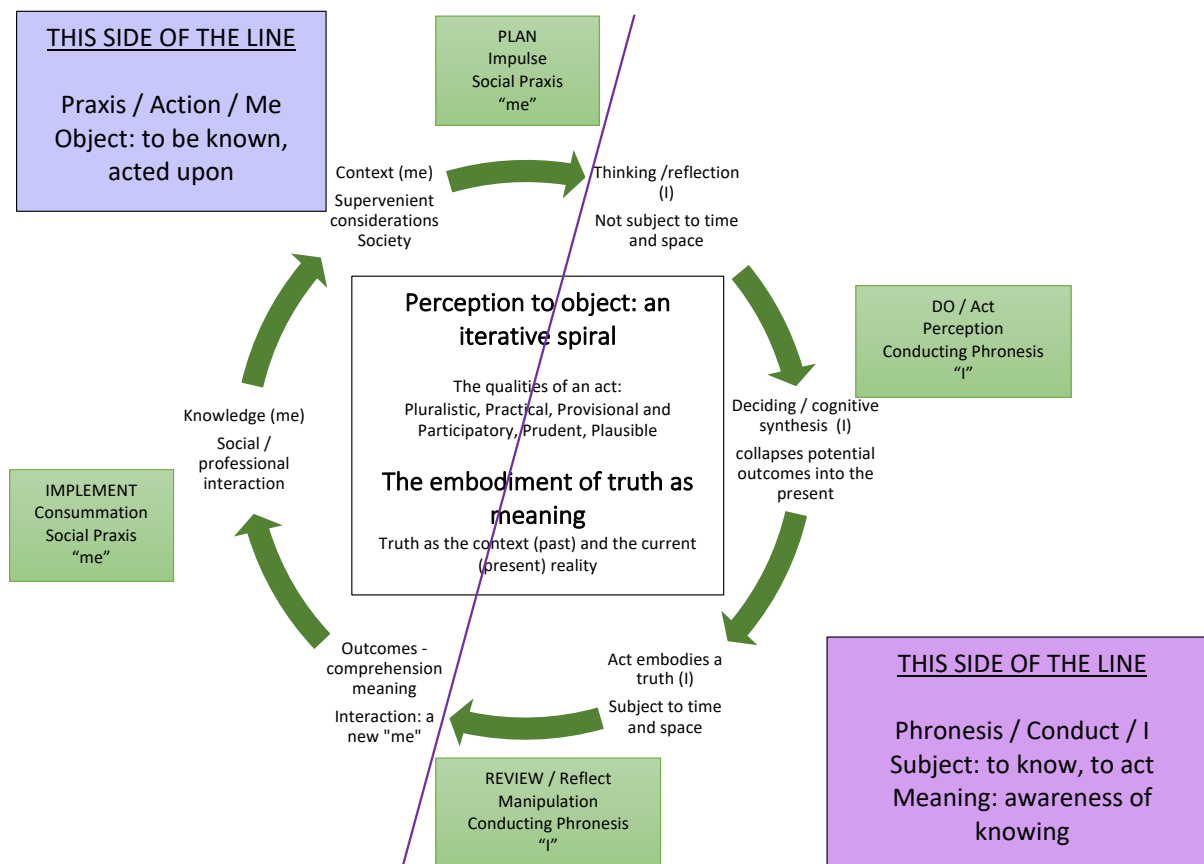 THIS SIDE OF THE LINE
Praxis / Action / Me
Object: to be known,
acted upon
PLAN
Impulse
Social Praxis
“me”
Context (me)
Supervenient
considerations
Society
Thinking /reflection
(I)
Not subject to time
and space
DO / Act
Perception
Conducting Phronesis
“I”
Deciding / cognitive
synthesis (I)
collapses potential
outcomes into the
present
Perception to object: an
iterative spiral
The qualities of an act:
Pluralistic, Practical, Provisional and
Participatory, Prudent, Plausible
The embodiment of truth as
meaning
Truth as the context (past) and the current
(present) reality
Knowledge (me)
Social /
professional
interaction
IMPLEMENT
Consummation
Social Praxis
“me”
Outcomes -
comprehension
meaning
Interaction: a
new "me"
Act embodies a
truth (I)
Subject to time
and space
REVIEW / Reflect
Manipulation
Conducting Phronesis
“I”
THIS SIDE OF THE LINE
Phronesis / Conduct / I
Subject: to know, to act
Meaning: awareness of
knowing